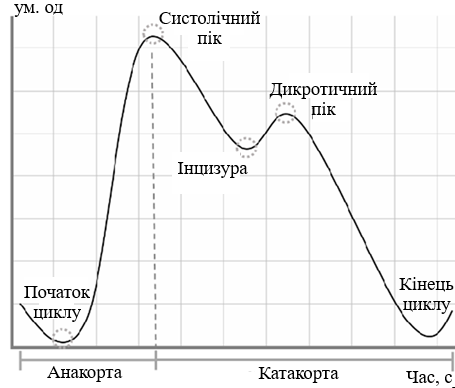 ум. од
Систолічний
пік
Дикротичний
пік
Інцизура
Початок
циклу
Кінець
циклу
Анакорта
Катакорта
Час, с